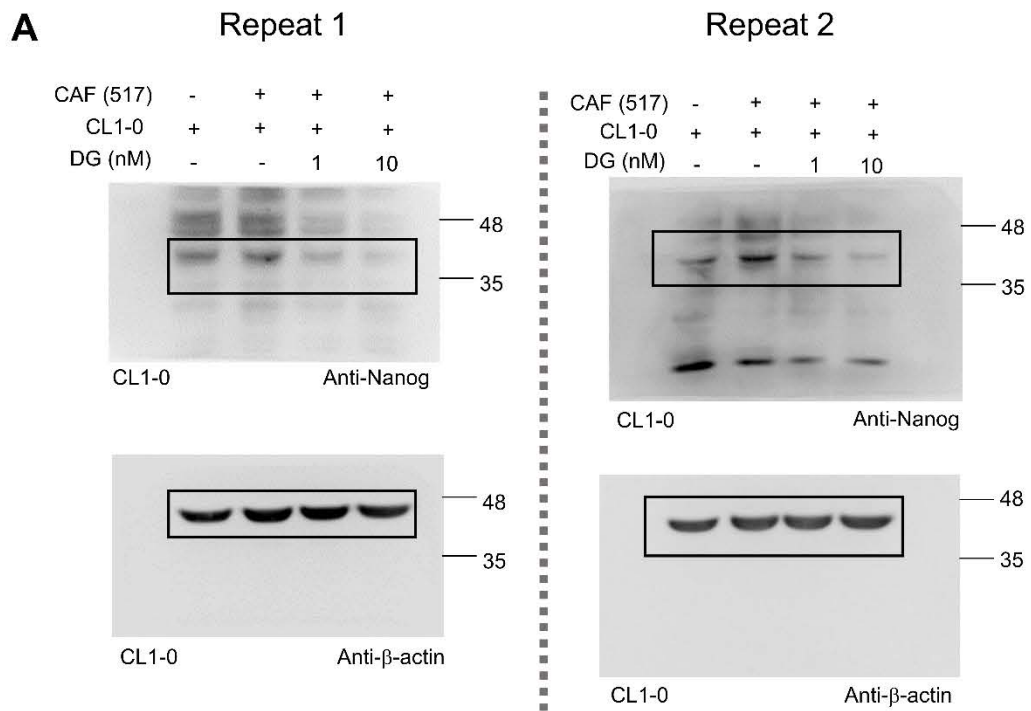 A
Repeat 1
CAF (517) - + + +
CL1-0 + + + +
DG (nM) - - 1 10
48
35
CL1-0 Anti-Nanog
48
35
CL1-0 Anti-β-actin
Repeat 2
CAF (517) - + + +
CL1-0 + + + +
DG (nM) - - 1 10
48
35
CL1-0 Anti-Nanog
48
35
CL1-0 Anti-β-actin